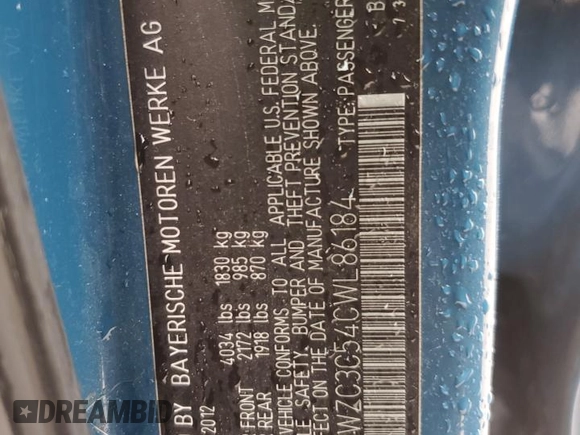 BY BAYERISCHE MOTOREN WERKE AG
2012
4034 lbs 1830 kg
FRONT 2172 lbs 985 kg
REAR 1918 lbs 870 kg
VEHICLE CONFORMS TO ALL APPLICABLE U.S. FEDERAL M
SAFETY, BUMPER AND THEFT PREVENTION STANDA
EFFECT ON THE DATE OF MANUFACTURE SHOWN ABOVE.
WZC3C54CWL86184 TYPE: PASSENGER
AUTOBIDCAR